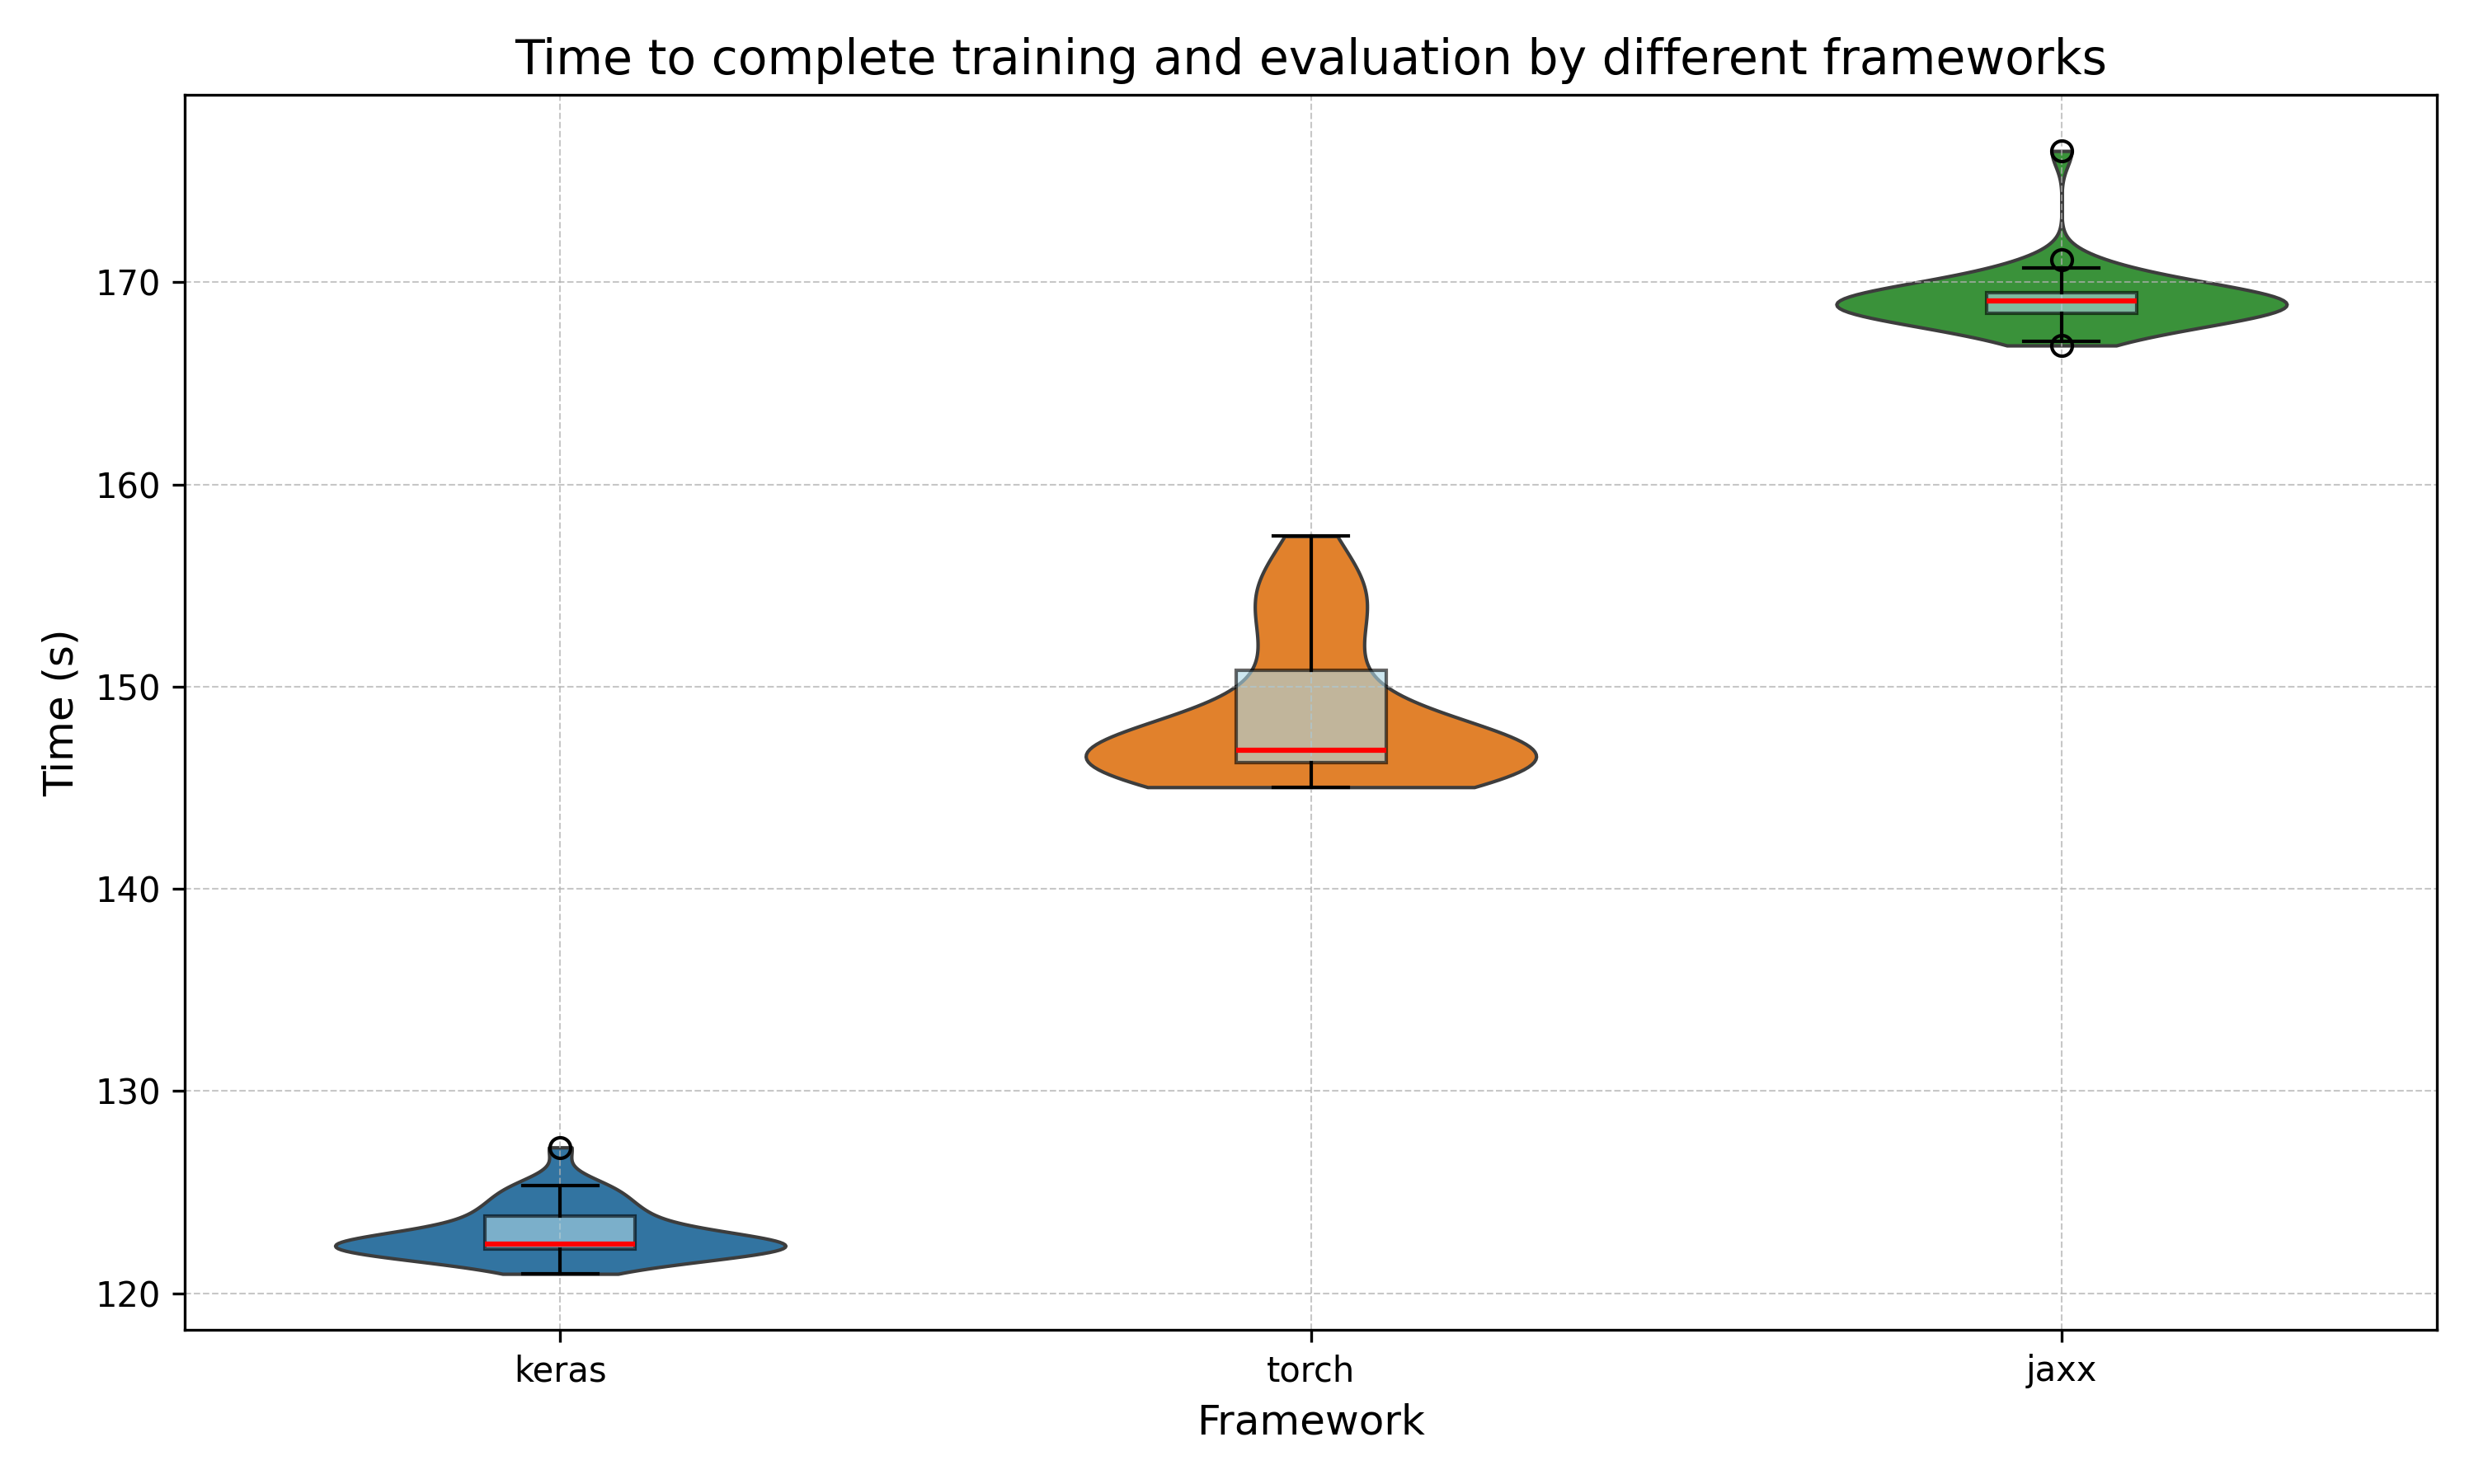 Time to complete training and evaluation by different frameworks
Time (s)
170
160
150
140
130
120
keras
torch
jaxx
Framework